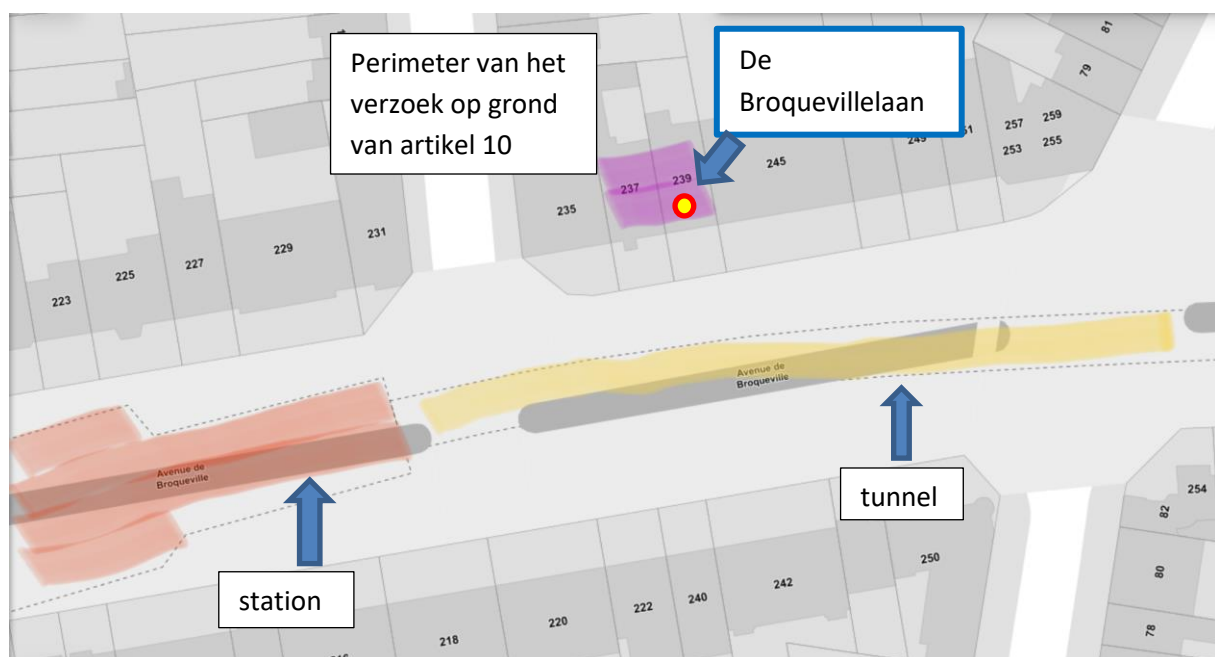 Perimeter van het
verzoek op grond
van artikel 10
De
Broquevillelaan
81
79
257
259
253
255
249
245
239
237
235
231
229
227
225
223
Avenue de
Broqueville
Avenue de
Broqueville
tunnel
station
254
82
80
78
250
242
240
222
220
218